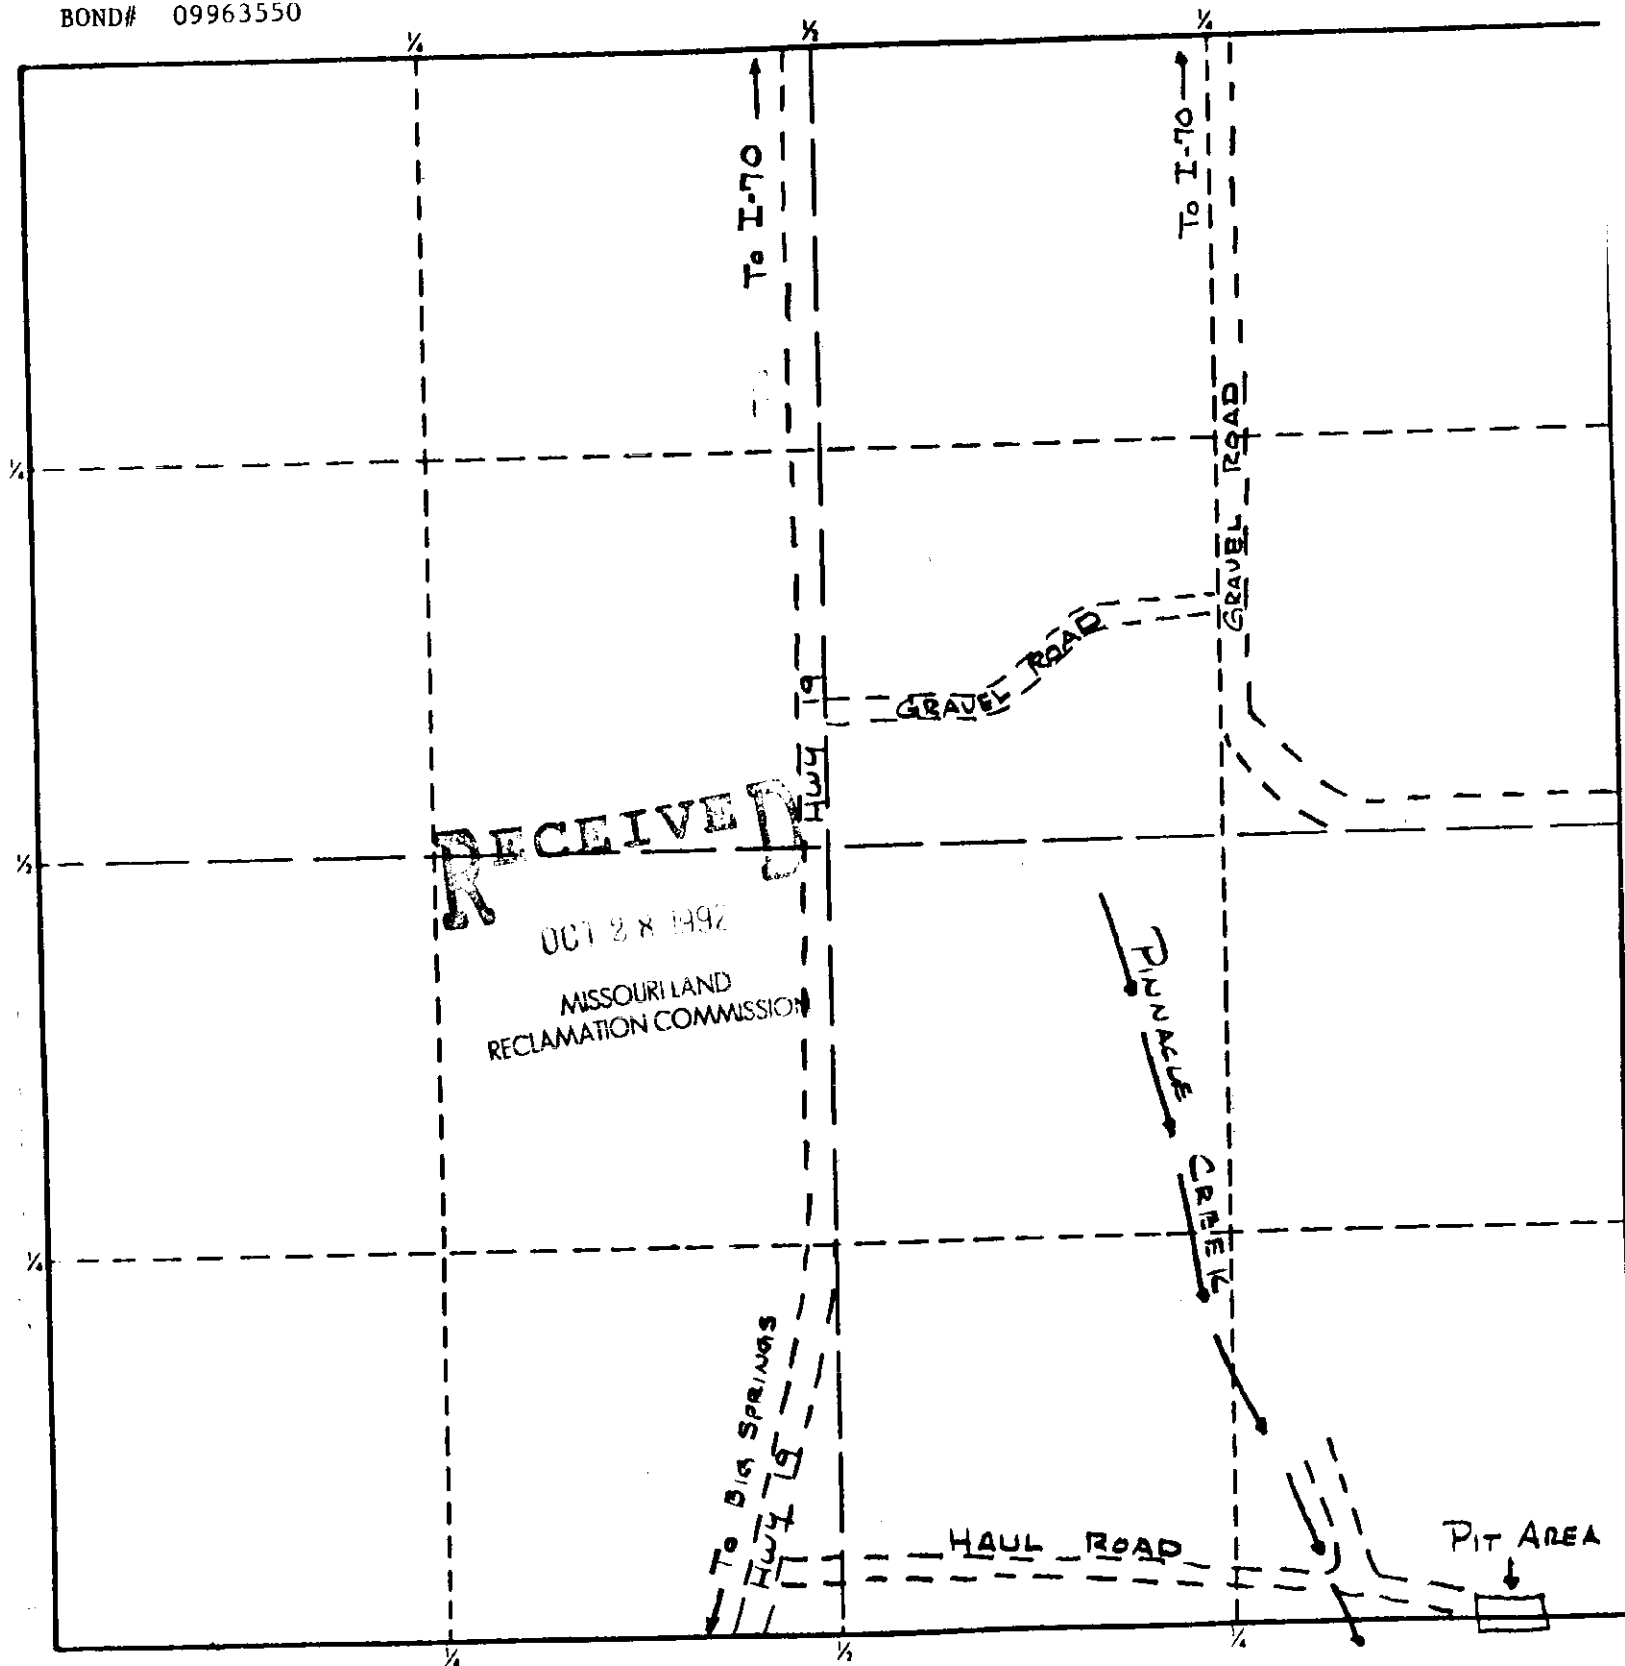 BOND# 09963550
¼ ½ ¼
To I-70
To I-70
GRAVEL ROAD
¼
GRAVEL ROAD
HWY 19
RECEIVED
½
OCT 28 1992
MISSOURI LAND
RECLAMATION COMMISSION
PINNACLE CREEK
¼
To BIG SPRINGS
HWY 19
HAUL ROAD
PIT AREA
¼ ½ ¼